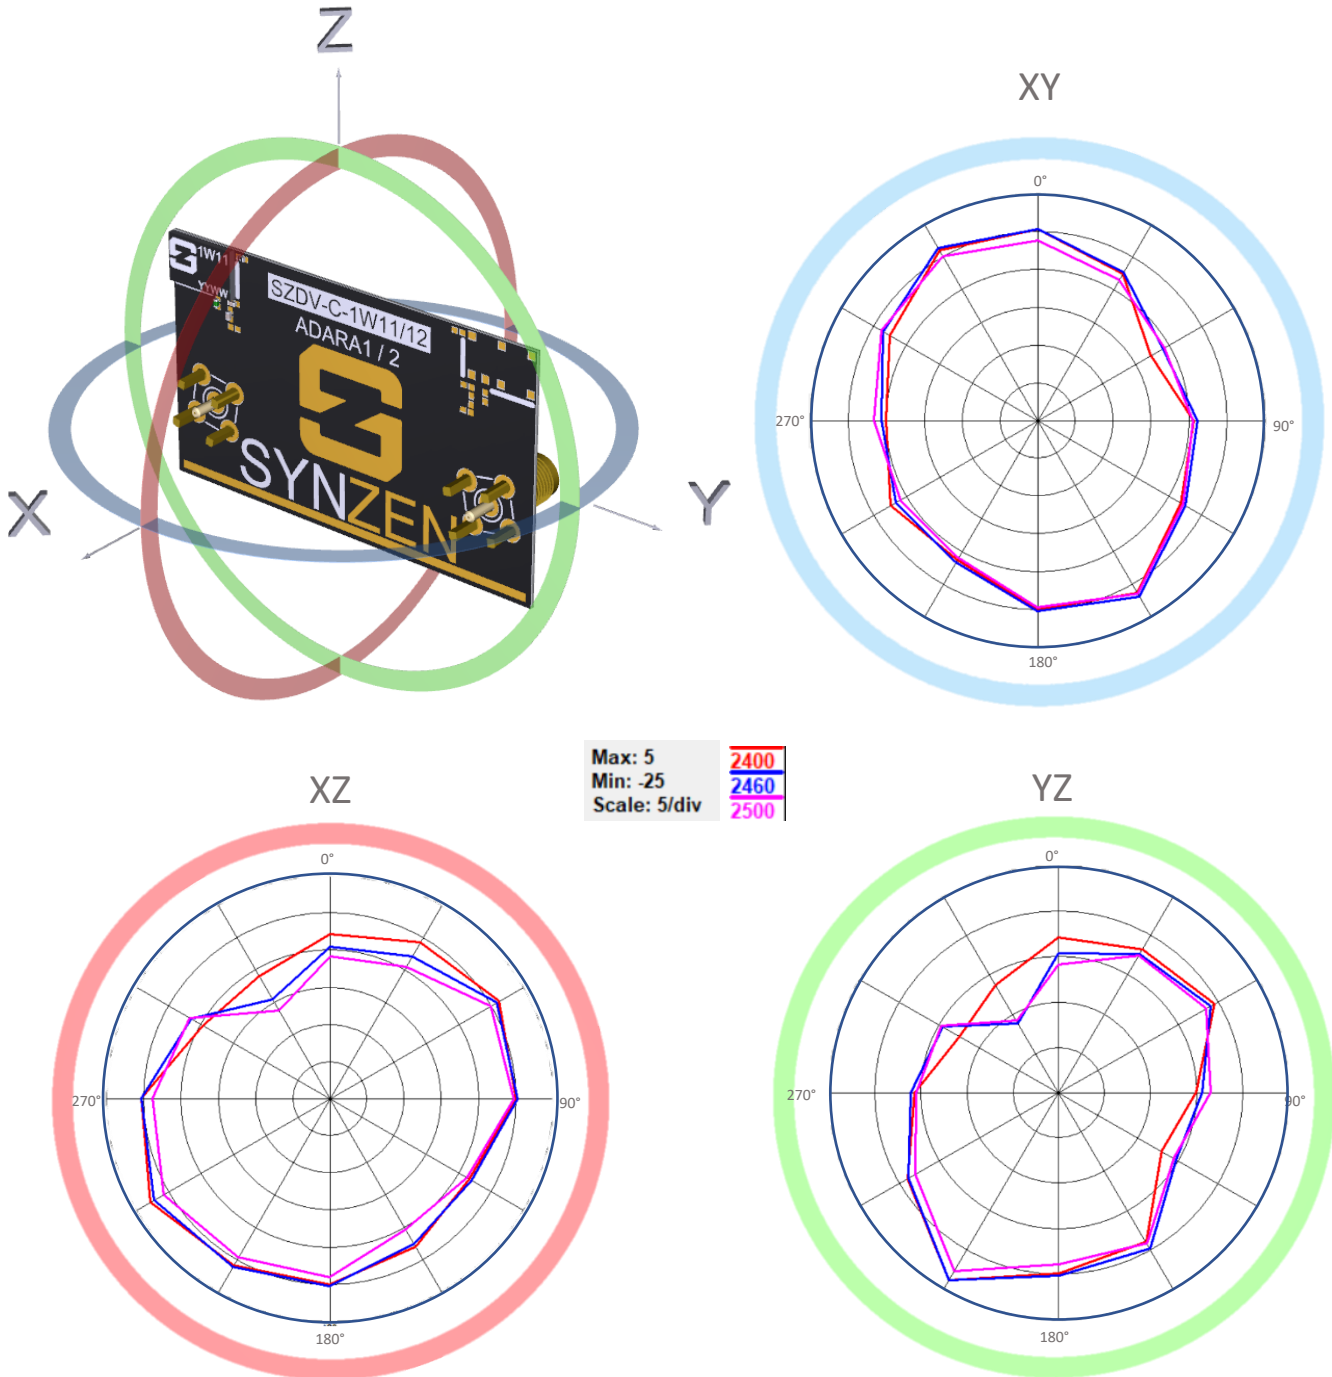 Z
XY
1W11
YYWW
SZDV-C-1W11/12
ADARA1 / 2
SYNZEN
X
Y
0°
270°
90°
180°
Max: 5
Min: -25
Scale: 5/div
2400
2460
2500
XZ
0°
270°
90°
180°
YZ
0°
270°
90°
180°